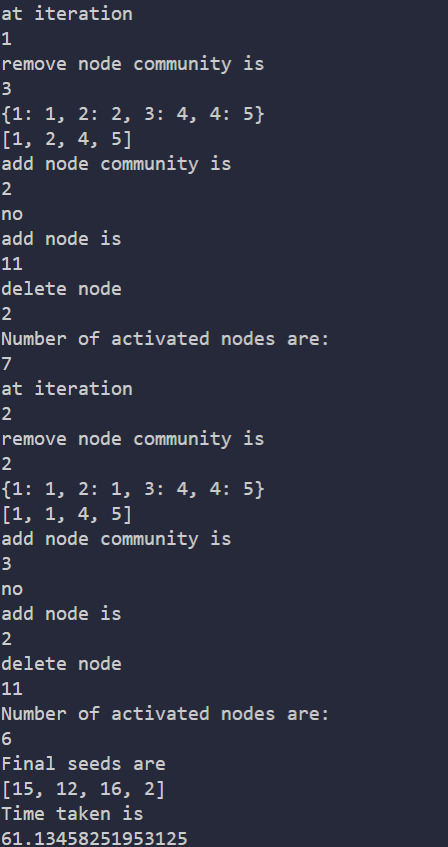 at iteration
1
remove node community is
3
{1: 1, 2: 2, 3: 4, 4: 5}
[1, 2, 4, 5]
add node community is
2
no
add node is
11
delete node
2
Number of activated nodes are:
7
at iteration
2
remove node community is
2
{1: 1, 2: 1, 3: 4, 4: 5}
[1, 1, 4, 5]
add node community is
3
no
add node is
2
delete node
11
Number of activated nodes are:
6
Final seeds are
[15, 12, 16, 2]
Time taken is
61.13458251953125